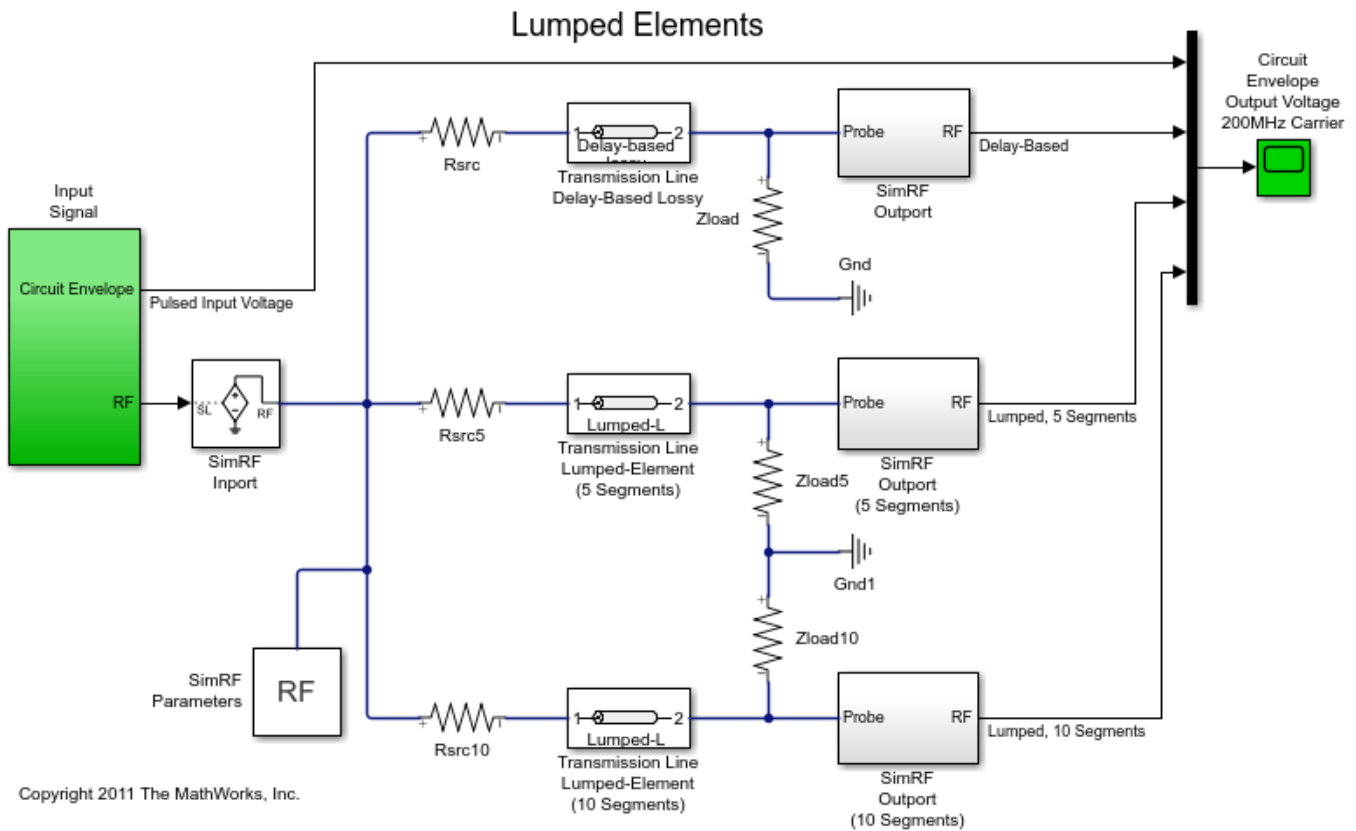 Lumped Elements
Circuit
Envelope
Output Voltage
200MHz Carrier
Input
Signal
Circuit Envelope
Pulsed Input Voltage
RF
SL
RF
SimRF
Inport
SimRF
Parameters
RF
+
Rsrc
1
2
Delay-based
lossy
Transmission Line
Delay-Based Lossy
+
Zload
Gnd
Probe
RF
SimRF
Outport
Delay-Based
+
Rsrc5
1
2
Lumped-L
Transmission Line
Lumped-Element
(5 Segments)
+
Zload5
Gnd1
Probe
RF
SimRF
Outport
(5 Segments)
Lumped, 5 Segments
+
Zload10
+
Rsrc10
1
2
Lumped-L
Transmission Line
Lumped-Element
(10 Segments)
Probe
RF
SimRF
Outport
(10 Segments)
Lumped, 10 Segments
Copyright 2011 The MathWorks, Inc.